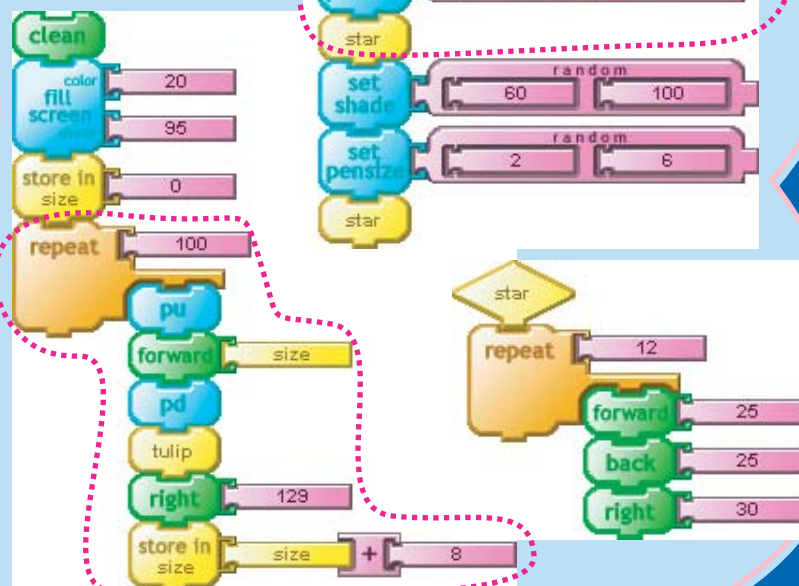 clean
color
fill
screen
shade
20
95
store in
size
0
repeat
100
pu
forward
size
pd
tulip
right
129
store in
size
size
+
8
star
set
shade
random
60
100
set
pensize
random
2
6
star
star
repeat
12
forward
25
back
25
right
30